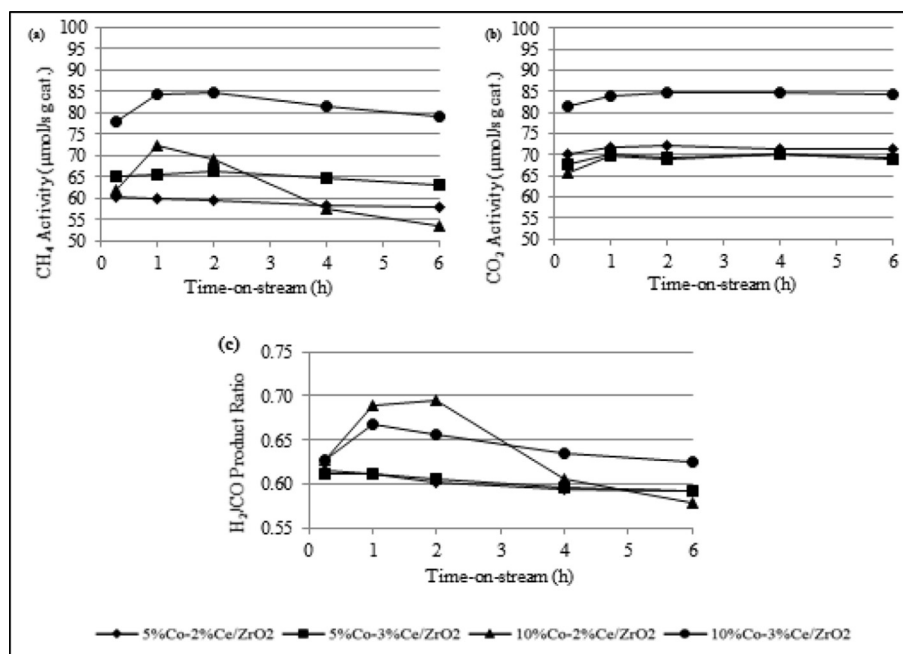 (a)
100
95
90
85
80
75
70
65
60
55
50
CH₄ Activity (μmol/s g cat.)
0 1 2 3 4 5 6
Time-on-stream (h)
(b)
100
95
90
85
80
75
70
65
60
55
50
CO₂ Activity (μmol/s g cat.)
0 1 2 3 4 5 6
Time-on-stream (h)
(c)
0.75
0.70
0.65
0.60
0.55
H₂/CO Product Ratio
0 1 2 3 4 5 6
Time-on-stream (h)
5%Co-2%Ce/ZrO2 5%Co-3%Ce/ZrO2 10%Co-2%Ce/ZrO2 10%Co-3%Ce/ZrO2